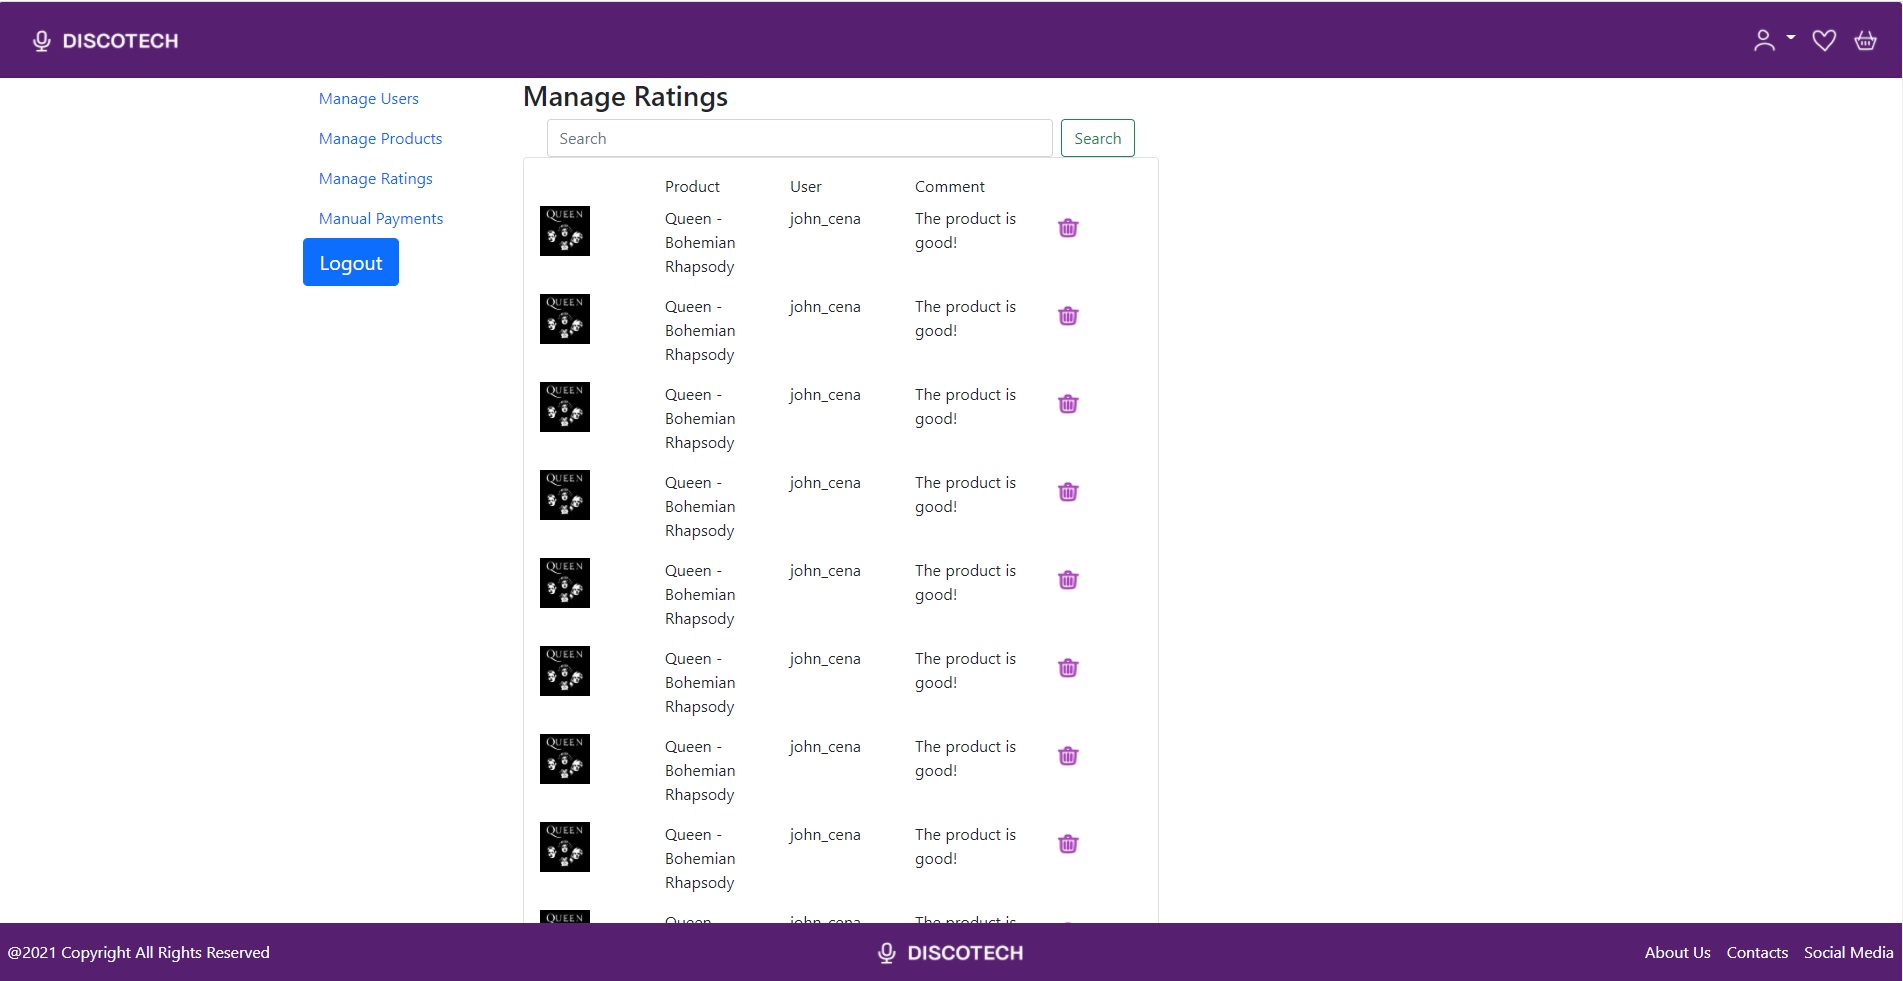 DISCOTECH
Manage Users
Manage Products
Manage Ratings
Manual Payments
Logout
Manage Ratings
Search Search
Product User Comment
QUEEN
Queen - john_cena The product is
Bohemian good!
Rhapsody
QUEEN
Queen - john_cena The product is
Bohemian good!
Rhapsody
QUEEN
Queen - john_cena The product is
Bohemian good!
Rhapsody
QUEEN
Queen - john_cena The product is
Bohemian good!
Rhapsody
QUEEN
Queen - john_cena The product is
Bohemian good!
Rhapsody
QUEEN
Queen - john_cena The product is
Bohemian good!
Rhapsody
QUEEN
Queen - john_cena The product is
Bohemian good!
Rhapsody
QUEEN
Queen - john_cena The product is
Bohemian good!
Rhapsody
QUEEN
Queen - john_cena The product is
@2021 Copyright All Rights Reserved DISCOTECH About Us Contacts Social Media